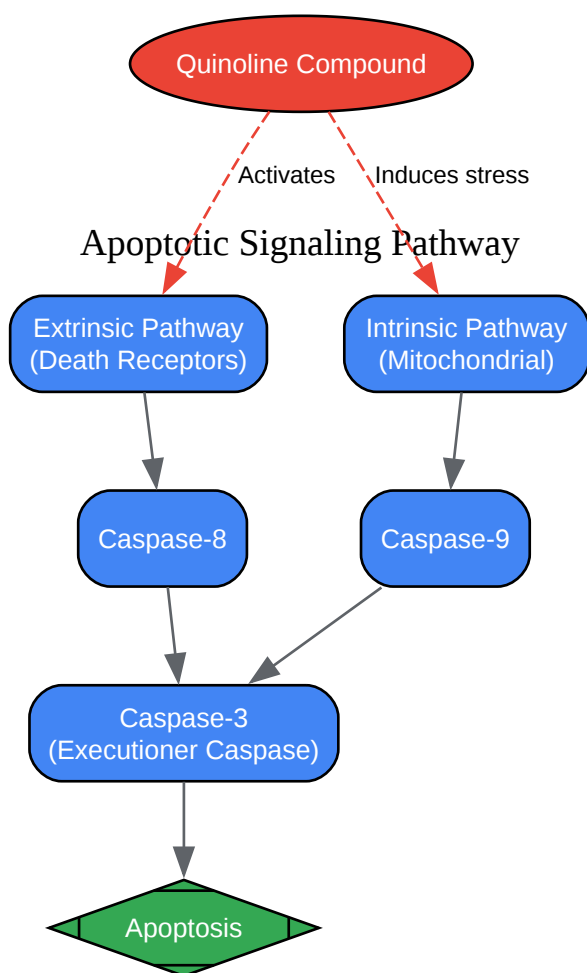 Quinoline Compound
Activates
Induces stress
Apoptotic Signaling Pathway
Extrinsic Pathway
(Death Receptors)
Intrinsic Pathway
(Mitochondrial)
Caspase-8
Caspase-9
Caspase-3
(Executioner Caspase)
Apoptosis